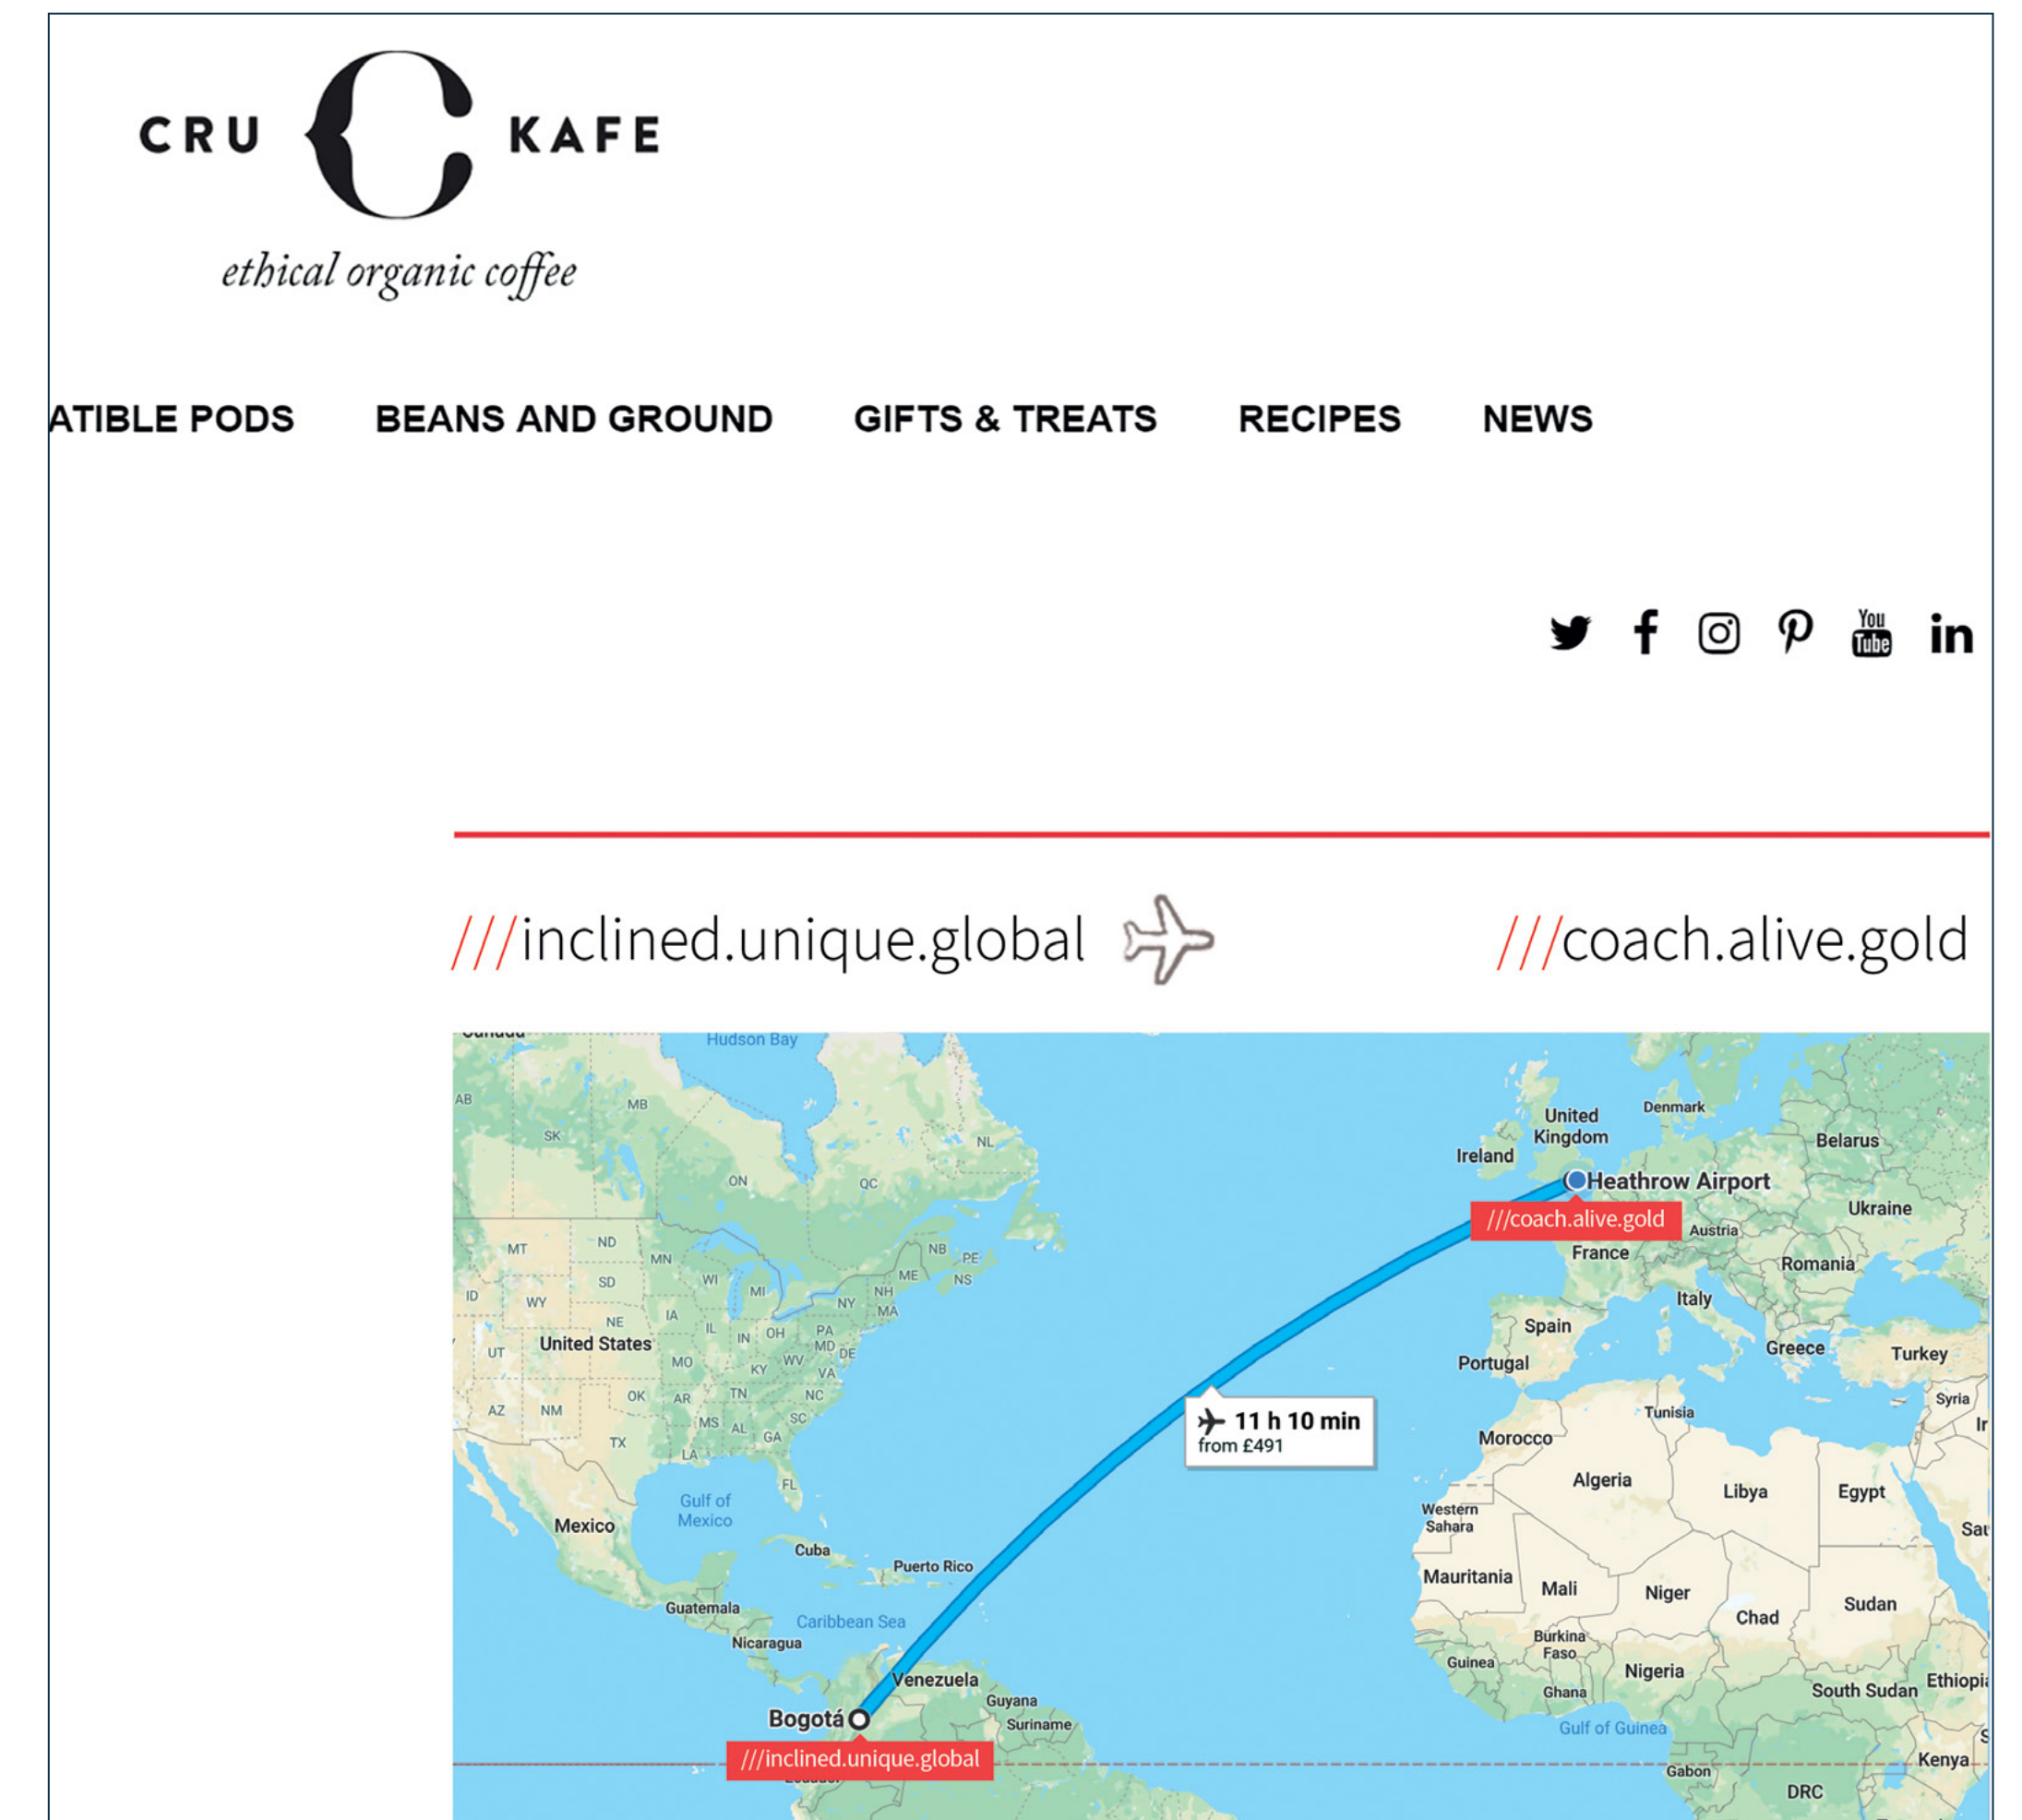 CRU C KAFE
ethical organic coffee
ATIBLE PODS BEANS AND GROUND GIFTS & TREATS RECIPES NEWS
f You Tube in
///inclined.unique.global ///coach.alive.gold
Hudson Bay
AB
MB
SK
NL
ON
QC
United Kingdom
Denmark
Belarus
Ireland
Heathrow Airport
///coach.alive.gold
Ukraine
Austria
France
Romania
MT
ND
MN
NB
PE
SD
WI
ME
NS
ID
WY
MI
NY
NH
MA
NE
IA
IL
IN
OH
PA
MD
DE
United States
UT
MO
KY
WV
VA
OK
AR
TN
NC
AZ
NM
MS
AL
SC
GA
TX
LA
FL
Italy
Spain
Portugal
Greece
Turkey
Syria
Ir
Tunisia
Morocco
11 h 10 min
from £491
Algeria
Libya
Egypt
Western
Sahara
Sau
Gulf of
Mexico
Mexico
Cuba
Puerto Rico
Guatemala
Caribbean Sea
Nicaragua
Mauritania
Mali
Niger
Chad
Sudan
Burkina
Faso
Guinea
Nigeria
Ghana
South Sudan
Ethiopia
Gulf of Guinea
Venezuela
Guyana
Suriname
Bogotá
///inclined.unique.global
Gabon
Kenya
DRC